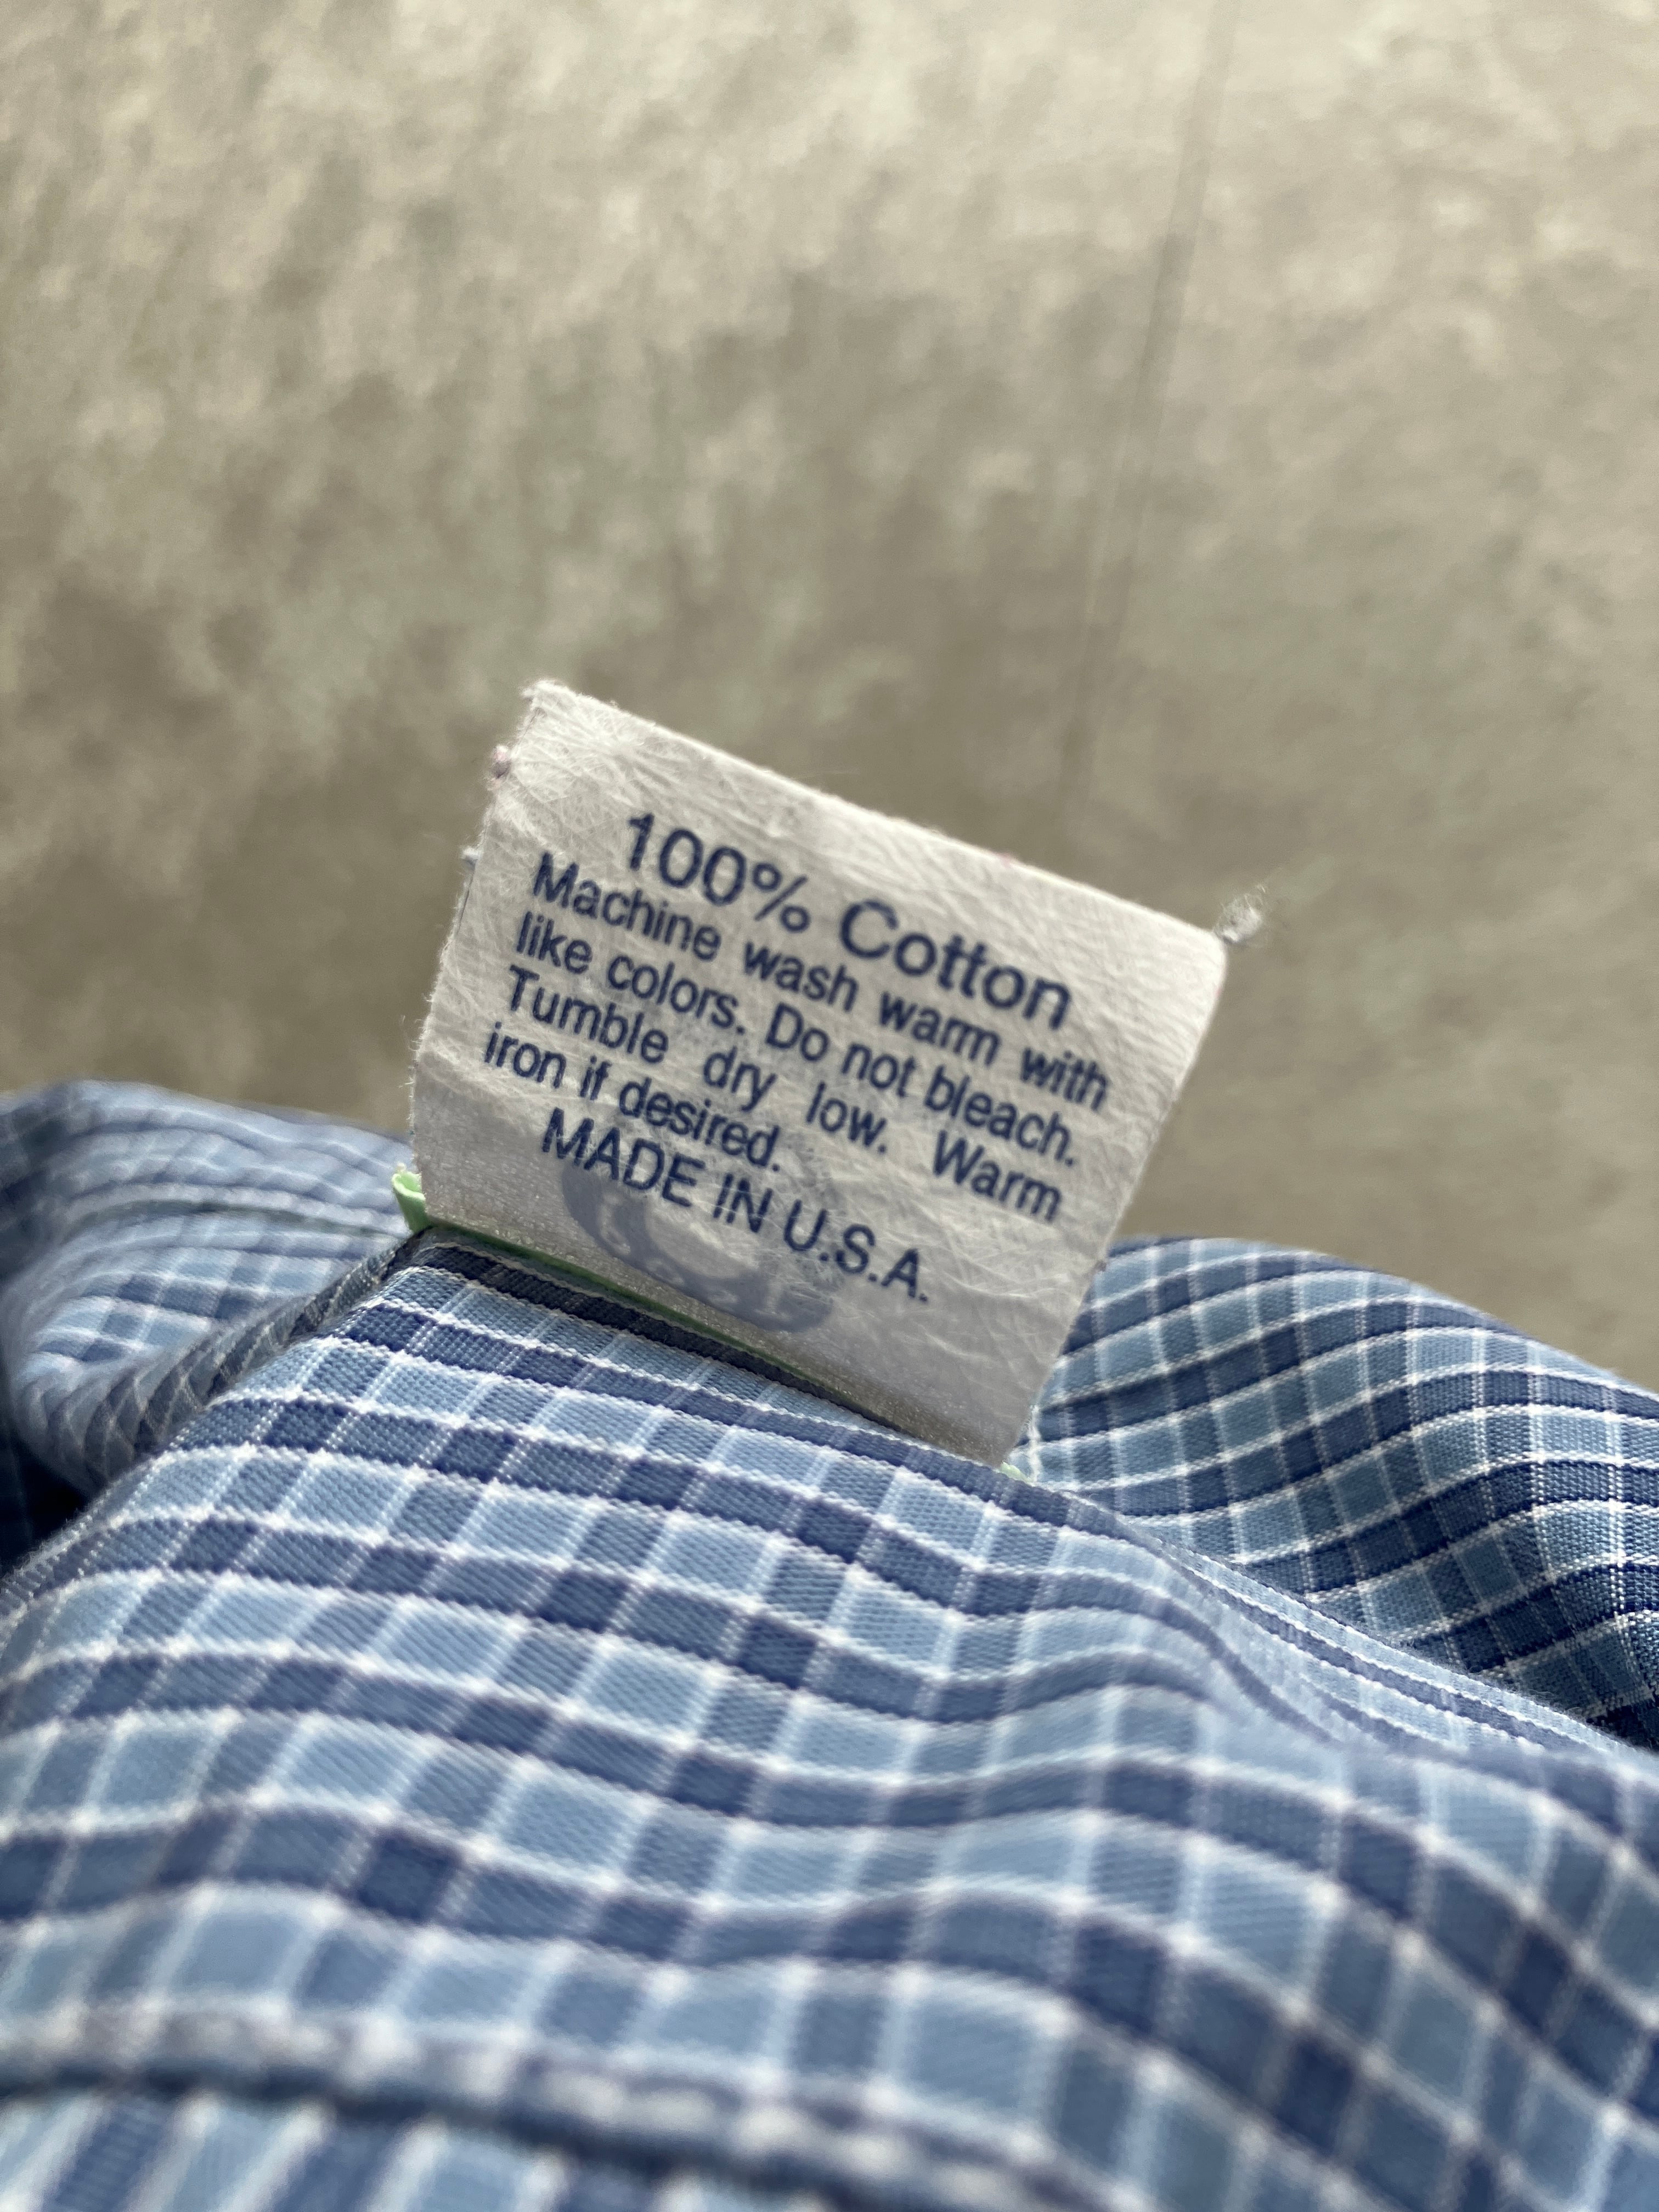 100% Cotton
Machine wash warm with
like colors. Do not bleach.
Tumble dry low. Warm
iron if desired.
MADE IN U.S.A.